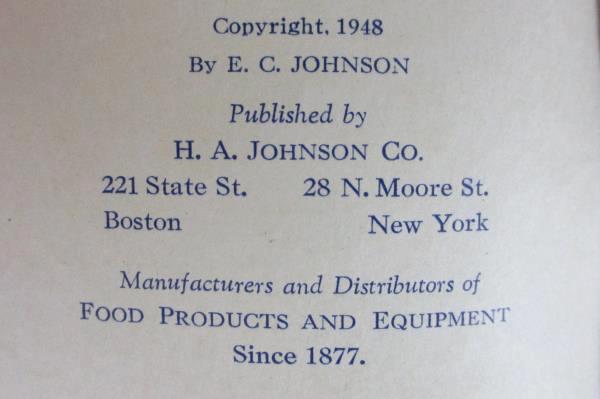 Copyright, 1948
By E. C. JOHNSON
Published by
H. A. JOHNSON CO.
221 State St. 28 N. Moore St.
Boston New York
Manufacturers and Distributors of
FOOD PRODUCTS AND EQUIPMENT
Since 1877.